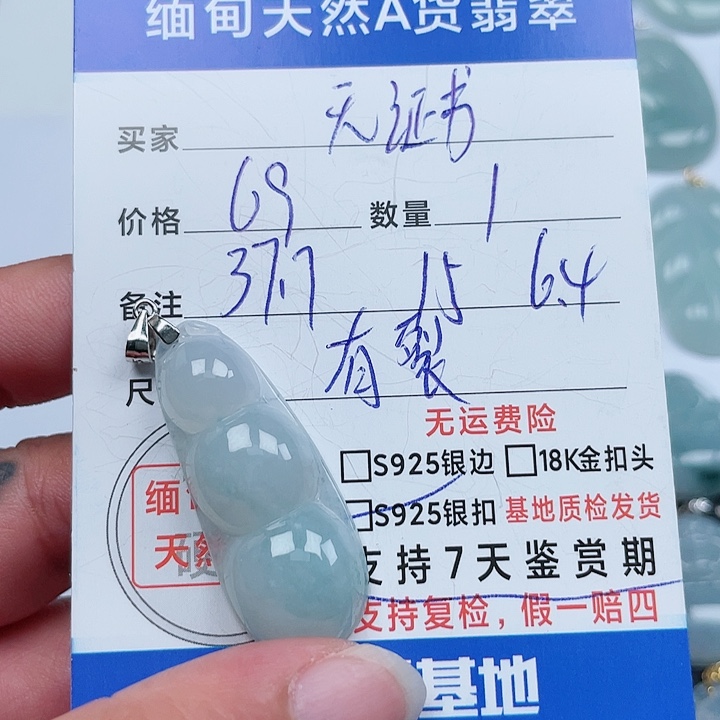 缅甸天然A货翡翠
买家 无证书
价格 69 数量 1
备注 37.7 15 6.4
尺 有裂
无运费险
S925银边 18K金扣头
S925银扣 基地质检发货
支持7天鉴赏期
支持复检，假一赔四
缅
天然
基地